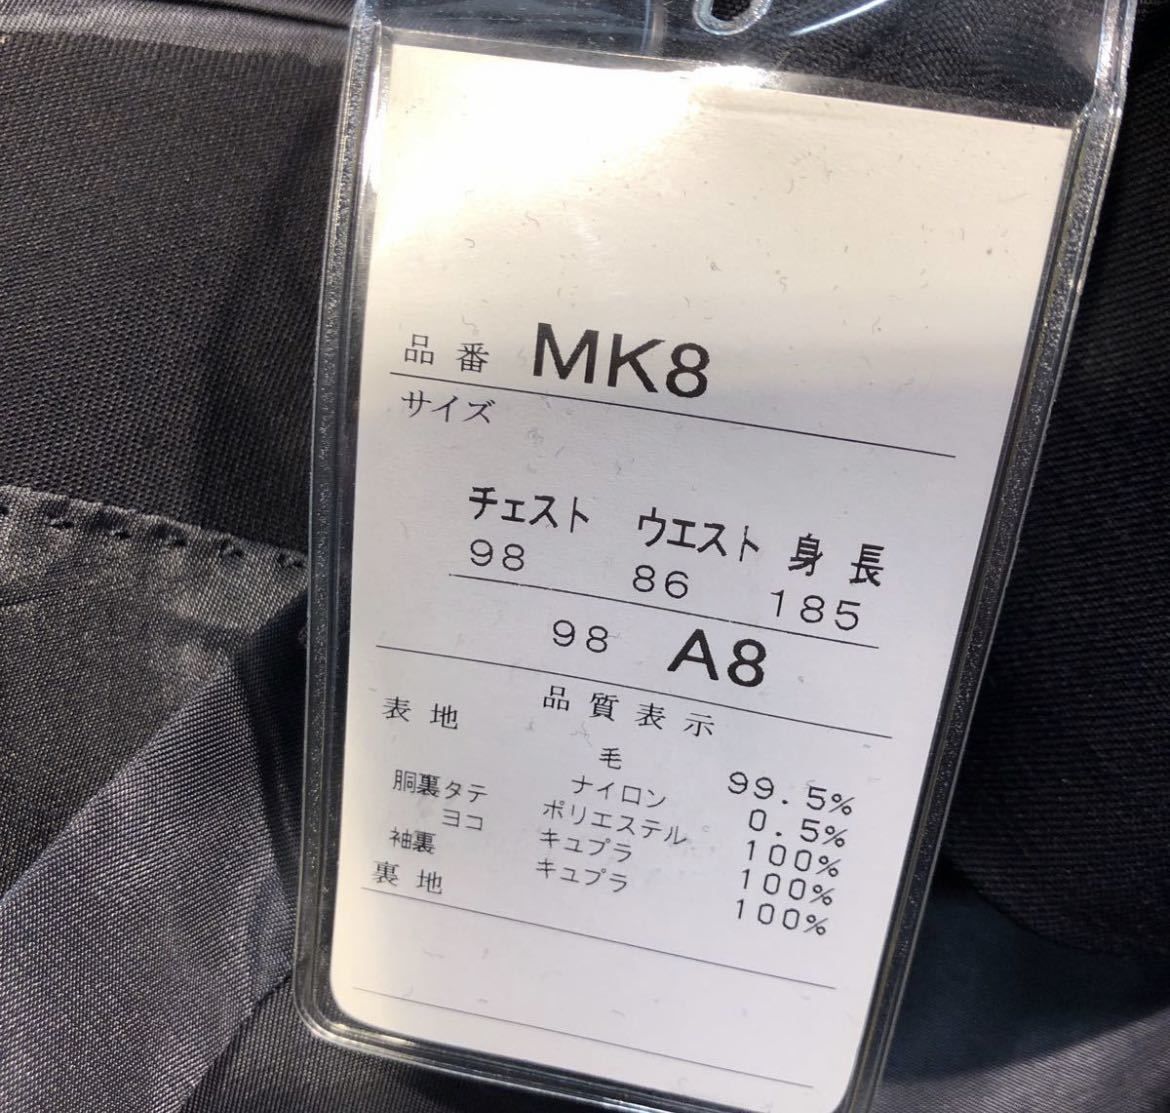 品番 MK8
サイズ
チェスト ウエスト 身長
98 86 185
98 A8
品質表示
表地
毛 99.5%
ナイロン 0.5%
胴裏タテ ポリエステル 100%
ヨコ キュプラ 100%
袖裏 キュプラ 100%
裏地